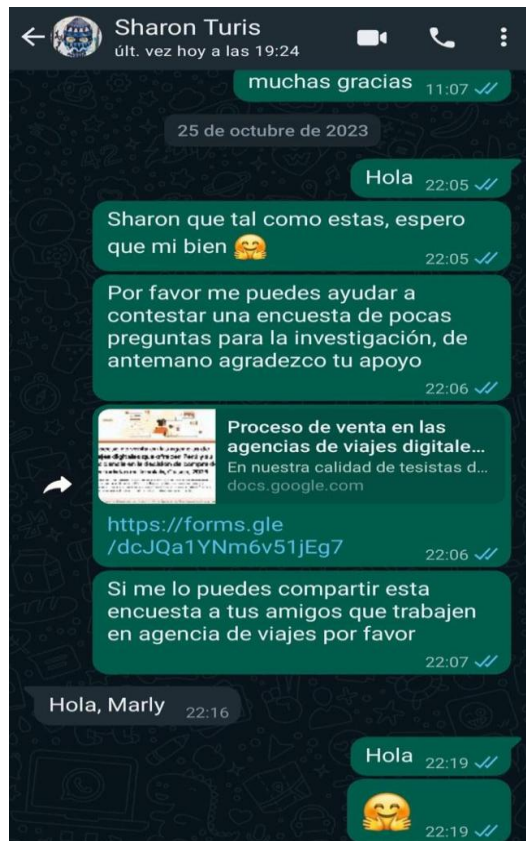 Sharon Turis
últ. vez hoy a las 19:24
muchas gracias 11:07
25 de octubre de 2023
Hola 22:05
Sharon que tal como estas, espero
que mi bien 🤗
22:05
Por favor me puedes ayudar a
contestar una encuesta de pocas
preguntas para la investigación, de
antemano agradezco tu apoyo
22:06
Proceso de venta en las
agencias de viajes digitale...
En nuestra calidad de tesistas d...
docs.google.com
https://forms.gle
/dcJQa1YNm6v51jEg7 22:06
Si me lo puedes compartir esta
encuesta a tus amigos que trabajen
en agencia de viajes por favor
22:07
Hola, Marly 22:16
Hola 22:19
🤗 22:19